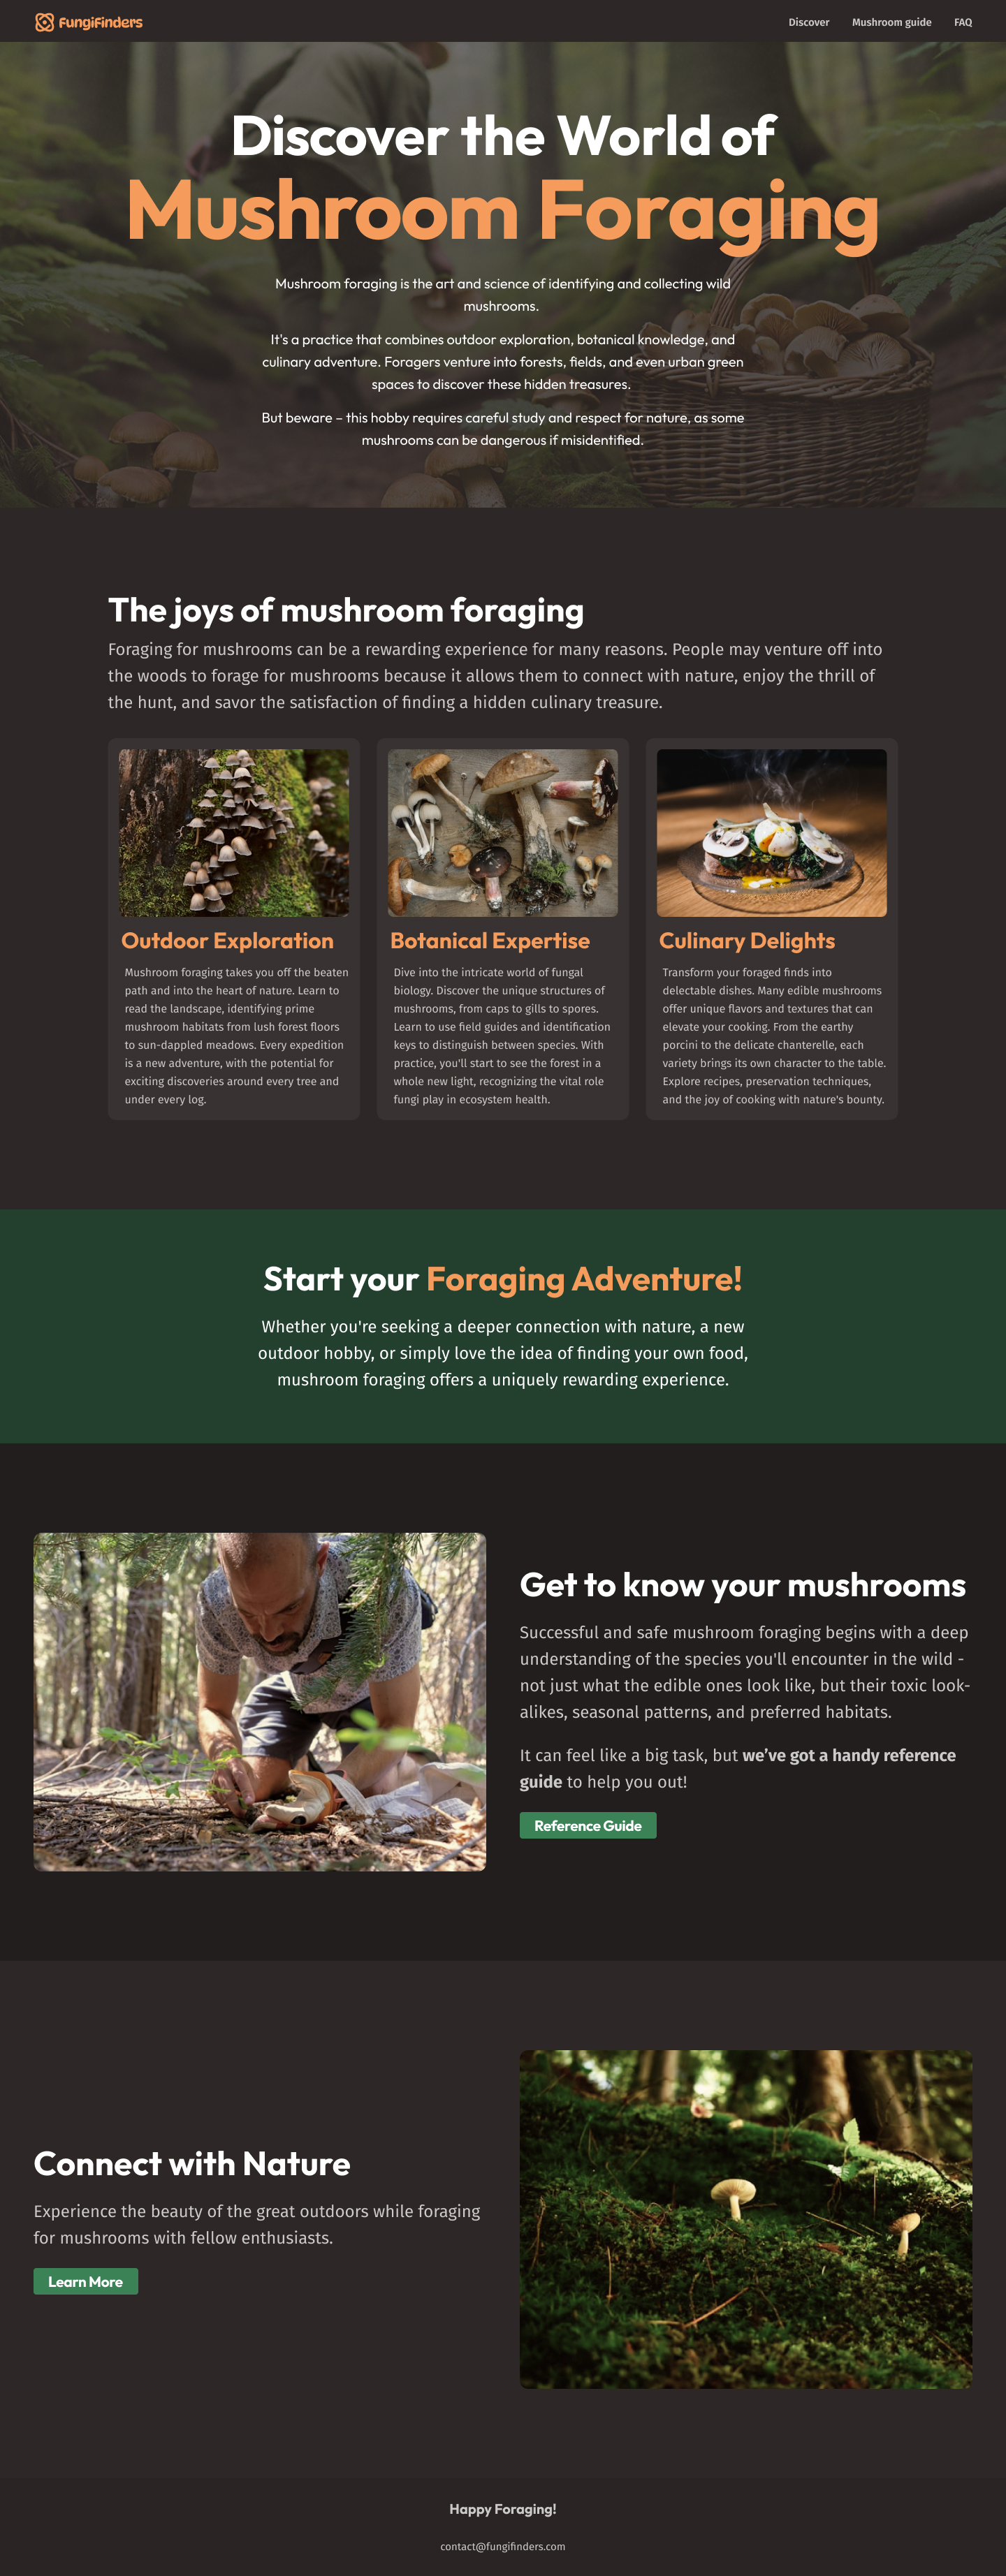 FungiFinders
Discover Mushroom guide FAQ
Discover the World of
Mushroom Foraging
Mushroom foraging is the art and science of identifying and collecting wild
mushrooms.
It's a practice that combines outdoor exploration, botanical knowledge, and
culinary adventure. Foragers venture into forests, fields, and even urban green
spaces to discover these hidden treasures.
But beware – this hobby requires careful study and respect for nature, as some
mushrooms can be dangerous if misidentified.
The joys of mushroom foraging
Foraging for mushrooms can be a rewarding experience for many reasons. People may venture off into
the woods to forage for mushrooms because it allows them to connect with nature, enjoy the thrill of
the hunt, and savor the satisfaction of finding a hidden culinary treasure.
Outdoor Exploration
Mushroom foraging takes you off the beaten
path and into the heart of nature. Learn to
read the landscape, identifying prime
mushroom habitats from lush forest floors
to sun-dappled meadows. Every expedition
is a new adventure, with the potential for
exciting discoveries around every tree and
under every log.
Botanical Expertise
Dive into the intricate world of fungal
biology. Discover the unique structures of
mushrooms, from caps to gills to spores.
Learn to use field guides and identification
keys to distinguish between species. With
practice, you'll start to see the forest in a
whole new light, recognizing the vital role
fungi play in ecosystem health.
Culinary Delights
Transform your foraged finds into
delectable dishes. Many edible mushrooms
offer unique flavors and textures that can
elevate your cooking. From the earthy
porcini to the delicate chanterelle, each
variety brings its own character to the table.
Explore recipes, preservation techniques,
and the joy of cooking with nature's bounty.
Start your Foraging Adventure!
Whether you're seeking a deeper connection with nature, a new
outdoor hobby, or simply love the idea of finding your own food,
mushroom foraging offers a uniquely rewarding experience.
Get to know your mushrooms
Successful and safe mushroom foraging begins with a deep
understanding of the species you'll encounter in the wild -
not just what the edible ones look like, but their toxic look-
alikes, seasonal patterns, and preferred habitats.
It can feel like a big task, but we’ve got a handy reference
guide to help you out!
Reference Guide
Connect with Nature
Experience the beauty of the great outdoors while foraging
for mushrooms with fellow enthusiasts.
Learn More
Happy Foraging!
contact@fungifinders.com